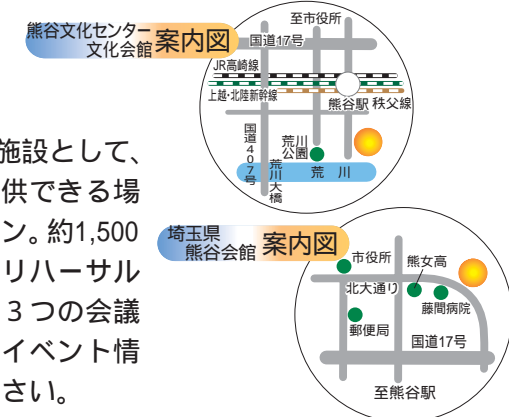 熊谷文化センター
文化会館 案内図
至市役所
国道17号
JR高崎線
上越・北陸新幹線
熊谷駅 秩父線
国道407号
荒川大橋
荒川
公園
荒川
施設として、
供できる場
ン。約1,500
リハーサル
３つの会議
イベント情
さい。
埼玉県
熊谷会館 案内図
市役所
熊女高
北大通り
藤間病院
郵便局
国道17号
至熊谷駅